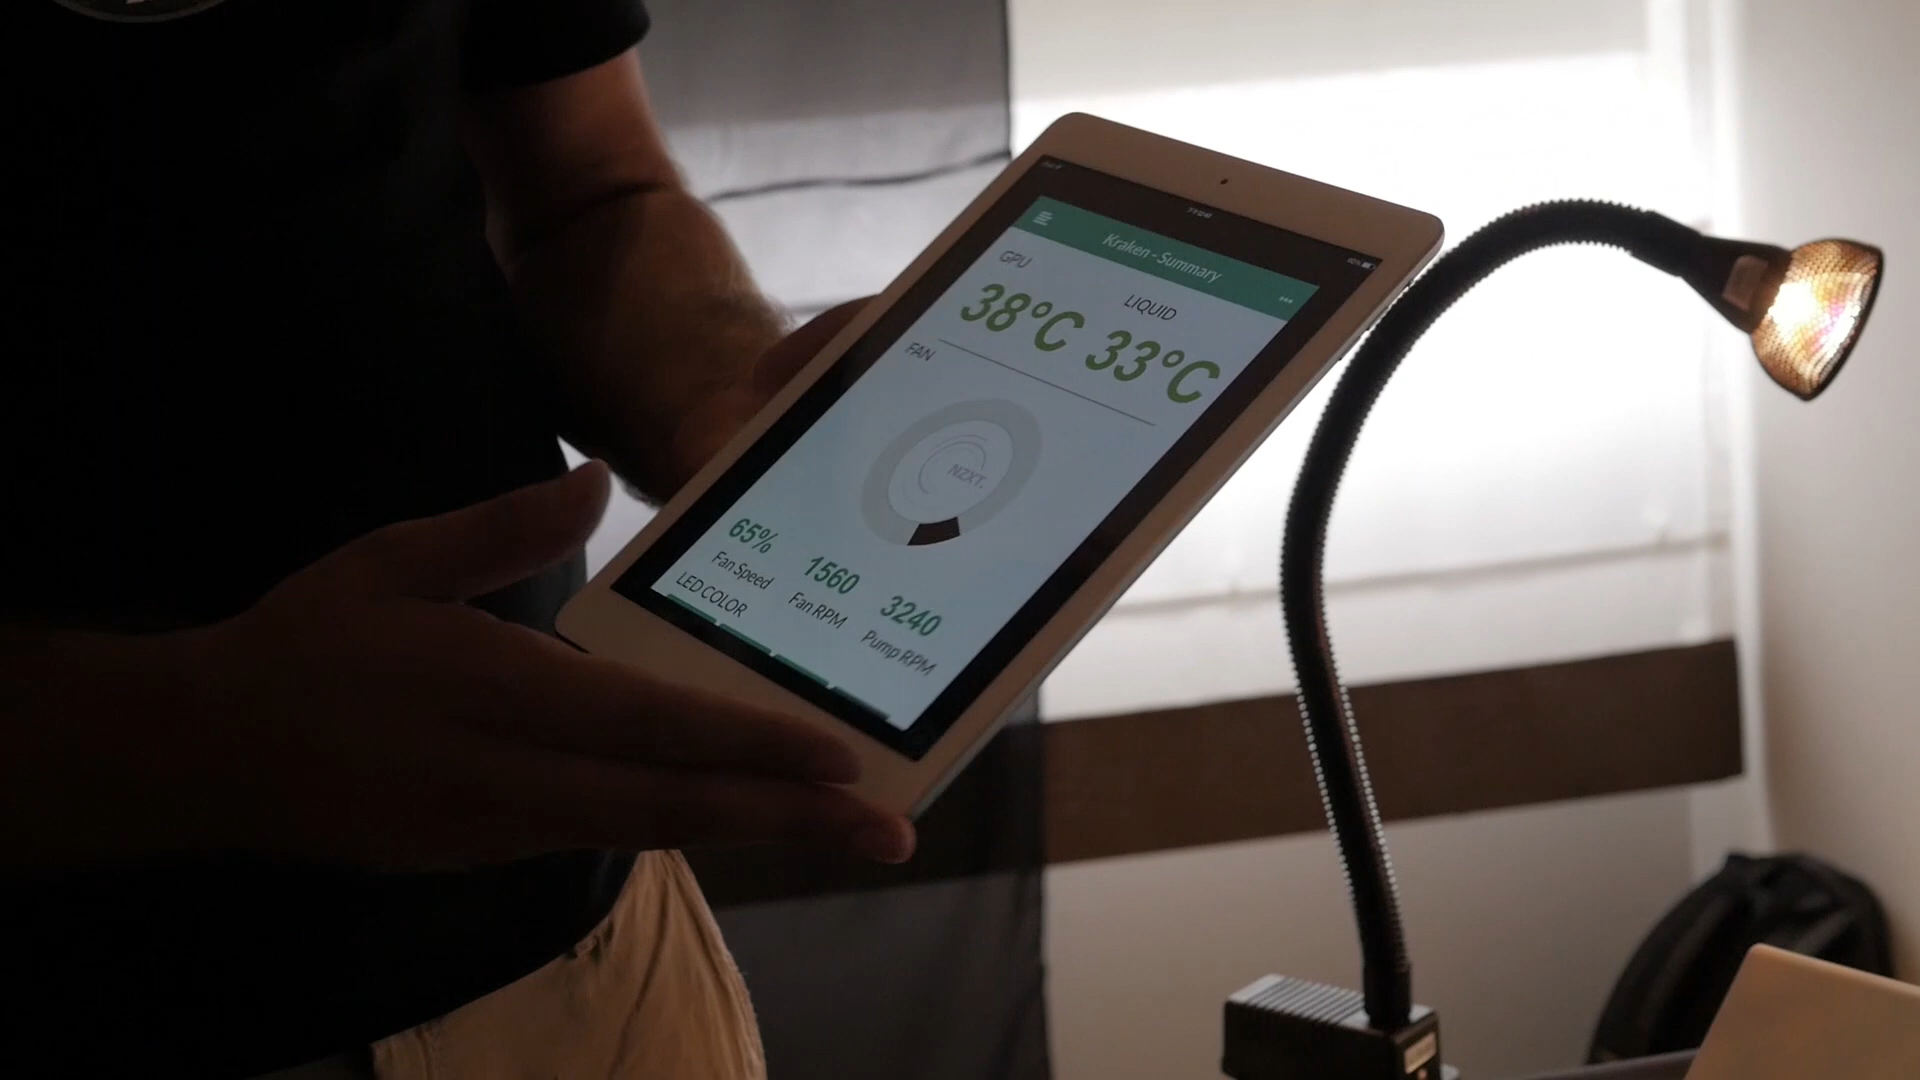 Kraken - Summary
GPU
LIQUID
38°C 33°C
FAN
NZXT.
65%
Fan Speed
1560
Fan RPM
3240
Pump RPM
LED COLOR